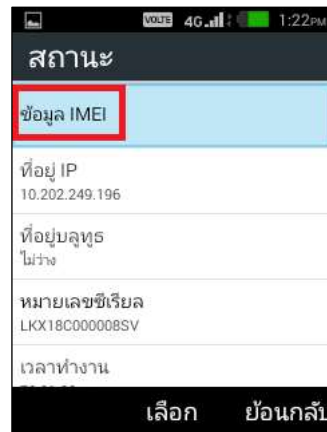 VOLTE 4G 1:22PM
สถานะ
ข้อมูล IMEI
ที่อยู่ IP
10.202.249.196
ที่อยู่บลูทูธ
ไม่ว่าง
หมายเลขซีเรียล
LKX18C000008SV
เวลาทำงาน
เลือก ย้อนกลับ